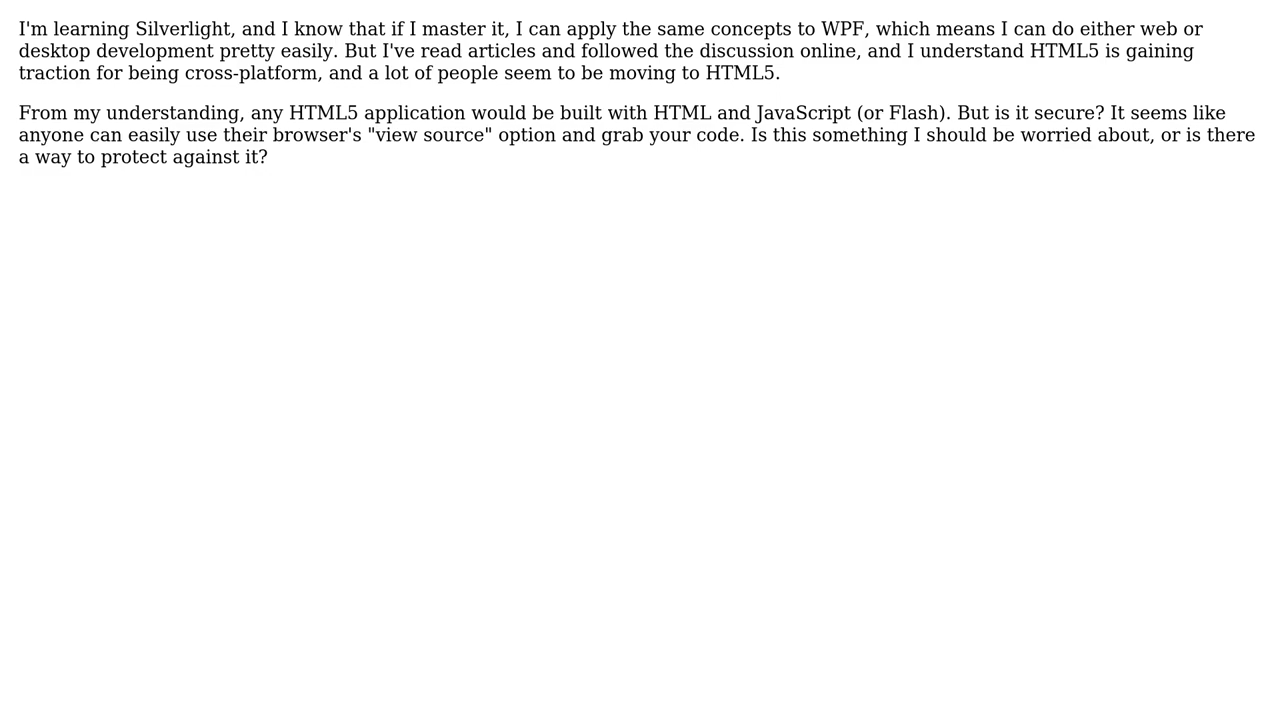 I'm learning Silverlight, and I know that if I master it, I can apply the same concepts to WPF, which means I can do either web or
desktop development pretty easily. But I've read articles and followed the discussion online, and I understand HTML5 is gaining
traction for being cross-platform, and a lot of people seem to be moving to HTML5.
From my understanding, any HTML5 application would be built with HTML and JavaScript (or Flash). But is it secure? It seems like
anyone can easily use their browser's "view source" option and grab your code. Is this something I should be worried about, or is there
a way to protect against it?